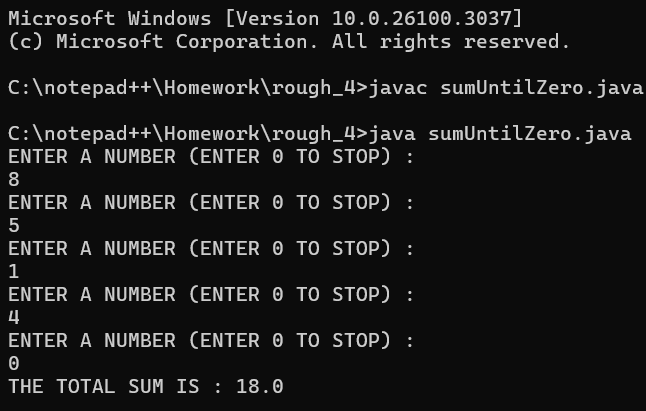 Microsoft Windows [Version 10.0.26100.3037]
(c) Microsoft Corporation. All rights reserved.
C:\notepad++\Homework\rough_4>javac sumUntilZero.java
C:\notepad++\Homework\rough_4>java sumUntilZero.java
ENTER A NUMBER (ENTER 0 TO STOP) :
8
ENTER A NUMBER (ENTER 0 TO STOP) :
5
ENTER A NUMBER (ENTER 0 TO STOP) :
1
ENTER A NUMBER (ENTER 0 TO STOP) :
4
ENTER A NUMBER (ENTER 0 TO STOP) :
0
THE TOTAL SUM IS : 18.0